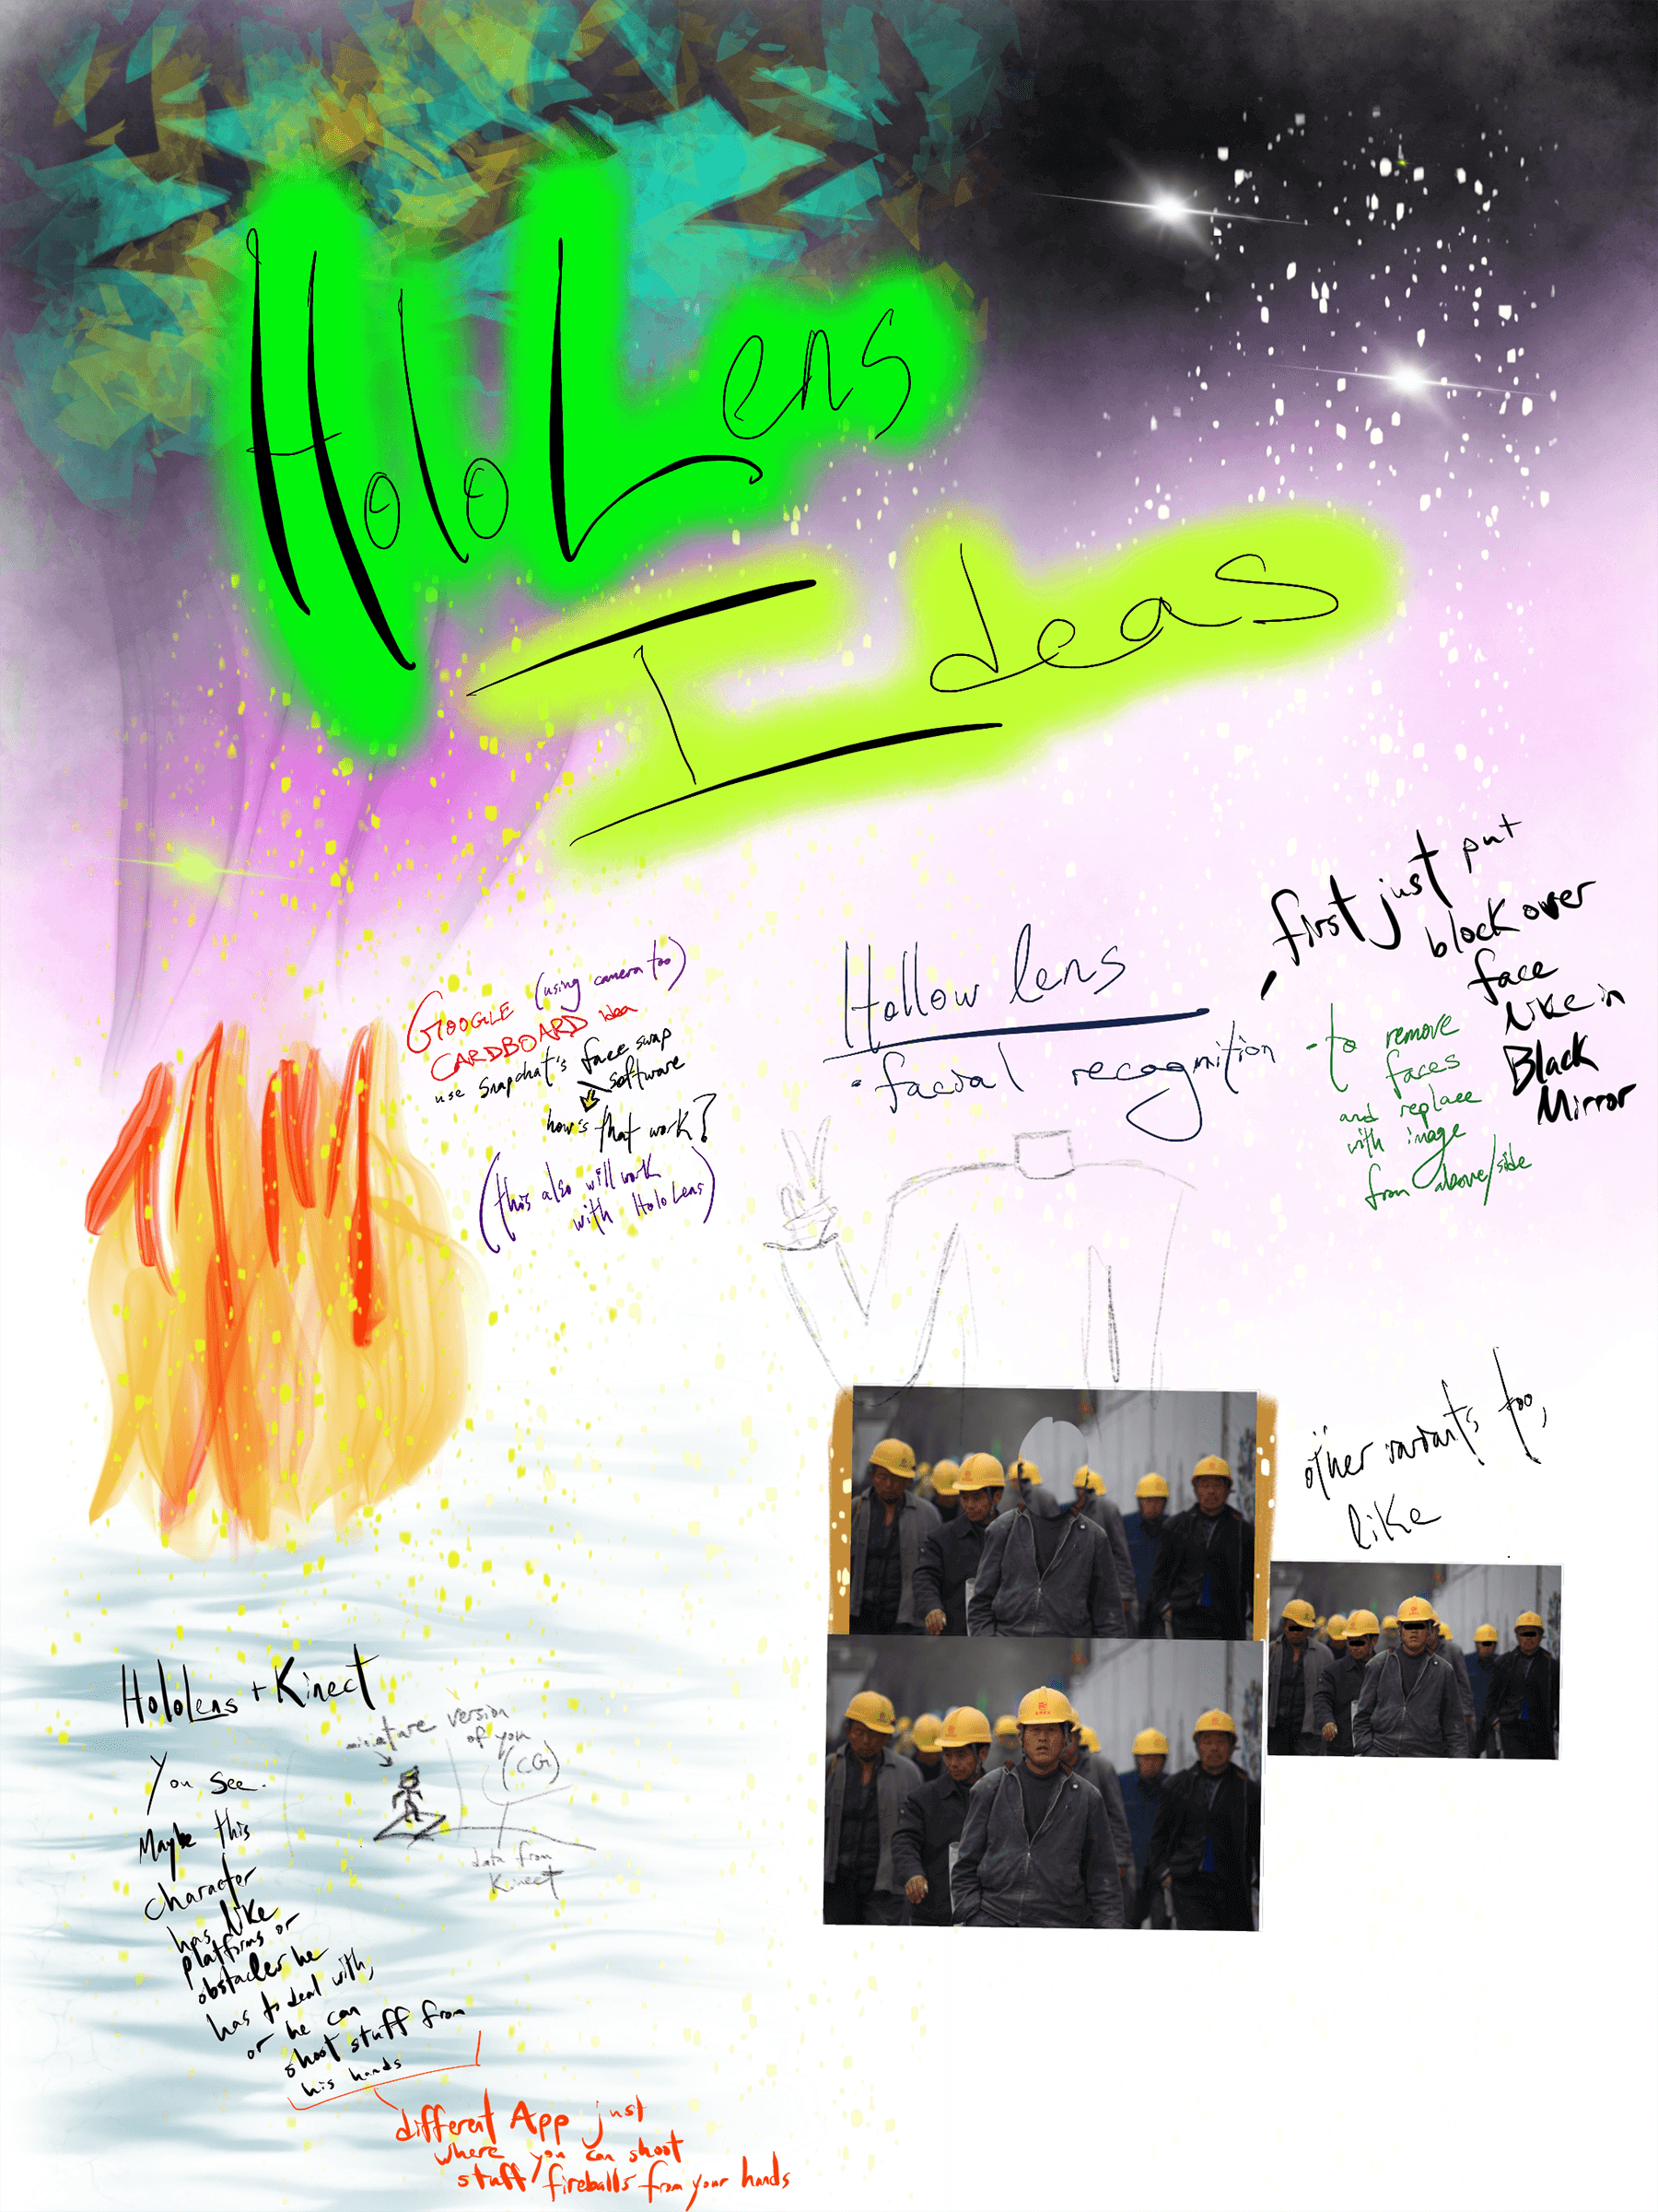 HoloLens
Ideas
GOOGLE (using camera too)
CARDBOARD idea
use Snapchat's face swap
software
how's that work?
(this also will work
with HoloLens)
Hollow lens
• facial recognition
- first just put
block over
face
like in
Black
Mirror
- to remove
faces
and replace
with image
from above/side
other variants too,
like
HoloLens + Kinect
miniature version
of you
(CG)
data from
Kinect
You see.
Maybe this
character
has like
platforms or
obstacles he
has to deal with,
or he can
shoot stuff from
his hands
different App just
where you can shoot
stuff/fireballs from your hands